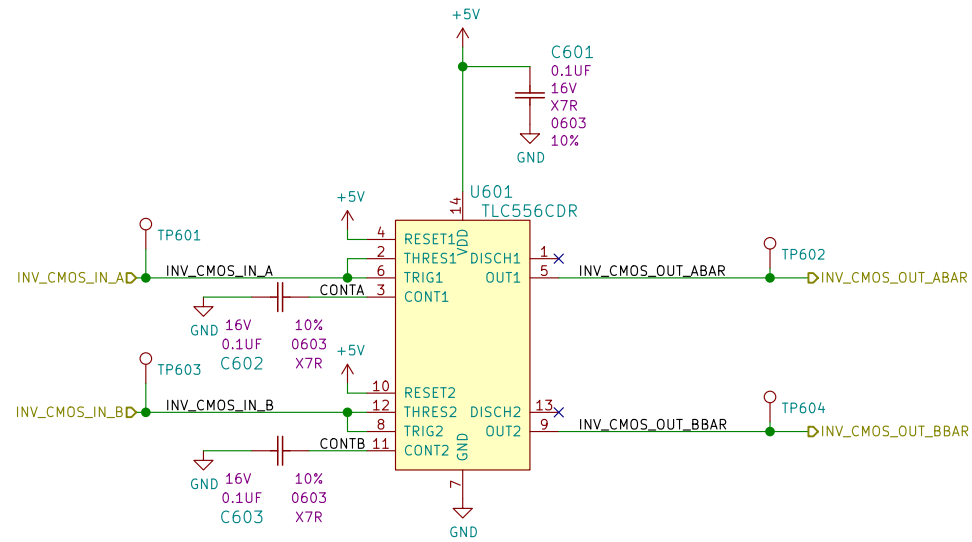 +5V
C601
0.1UF
16V
X7R
0603
10%
GND
U601
TLC556CDR
+5V
14
VDD
TP601
4 RESET1
2 THRES1
DISCH1 1
TP602
INV_CMOS_IN_A INV_CMOS_IN_A 6 TRIG1
OUT1 5 INV_CMOS_OUT_ABAR INV_CMOS_OUT_ABAR
CONTA 3 CONT1
GND
16V 10%
0.1UF 0603
C602 X7R
+5V
TP603
10 RESET2
INV_CMOS_IN_B INV_CMOS_IN_B 12 THRES2
DISCH2 13
TP604
8 TRIG2
OUT2 9 INV_CMOS_OUT_BBAR INV_CMOS_OUT_BBAR
CONTB 11 CONT2
GND
7
GND
16V 10%
0.1UF 0603
C603 X7R
GND